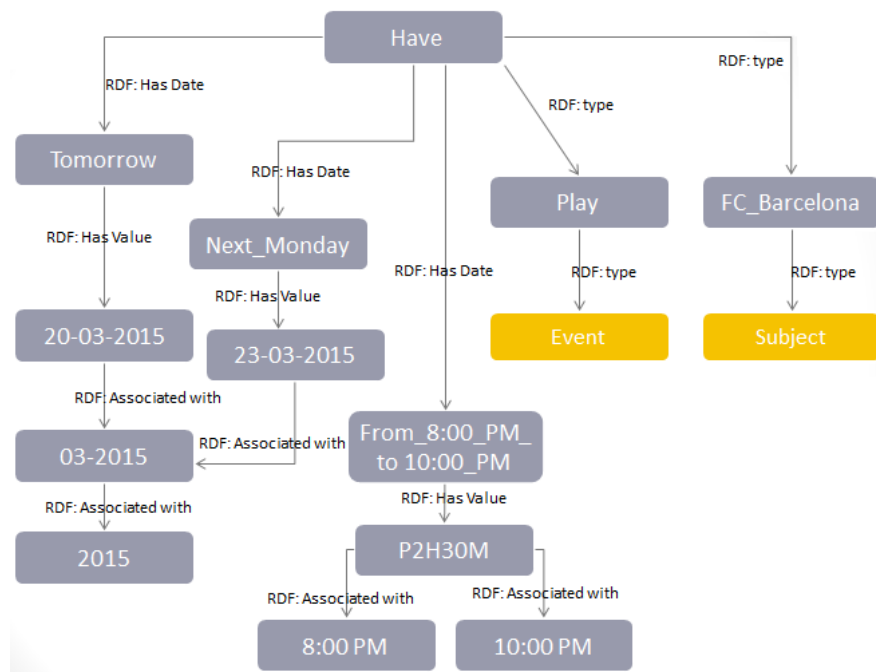 Have
RDF: Has Date
RDF: type
RDF: type
Tomorrow
RDF: Has Date
Play
FC_Barcelona
RDF: Has Value
Next_Monday
RDF: Has Date
RDF: type
RDF: type
RDF: Has Value
20-03-2015
23-03-2015
Event
Subject
RDF: Associated with
From_8:00_PM_
to 10:00_PM
03-2015
RDF: Associated with
RDF: Has Value
RDF: Associated with
2015
P2H30M
RDF: Associated with
RDF: Associated with
8:00 PM
10:00 PM